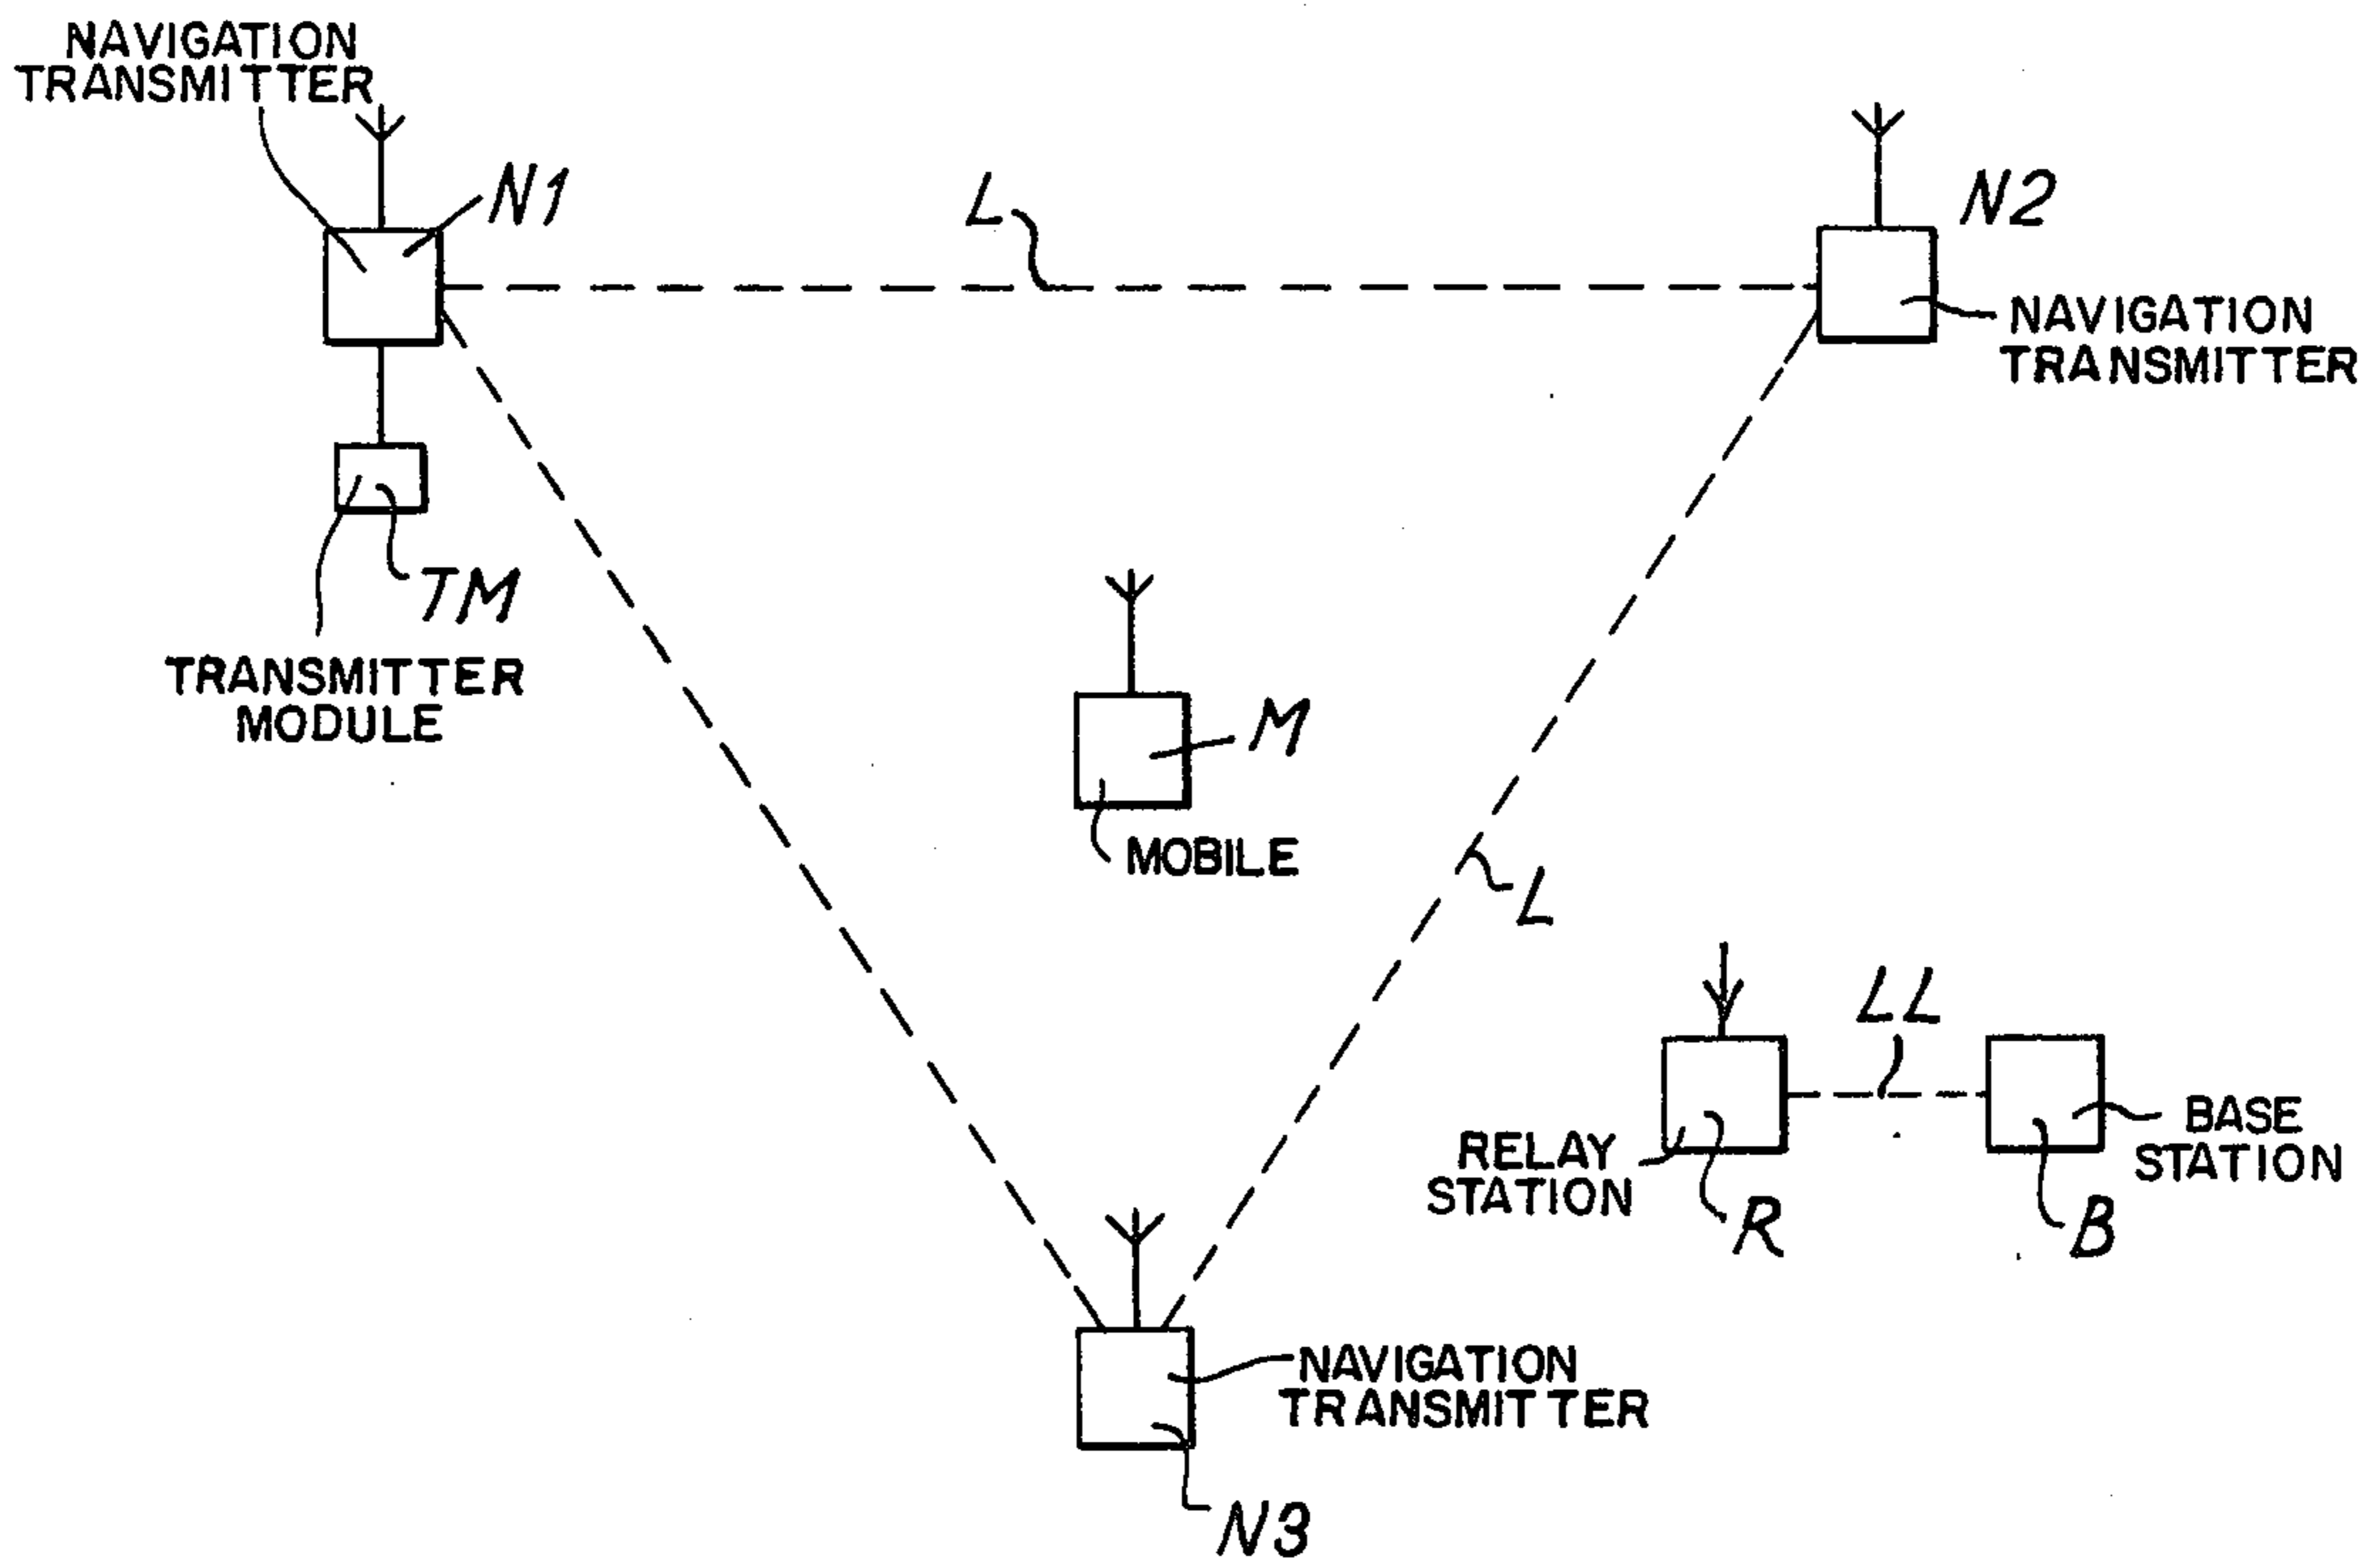 NAVIGATION
TRANSMITTER
N1
L
N2
NAVIGATION
TRANSMITTER
TM
TRANSMITTER
MODULE
M
MOBILE
L
LL
RELAY
STATION
R
BASE
STATION
B
NAVIGATION
TRANSMITTER
N3